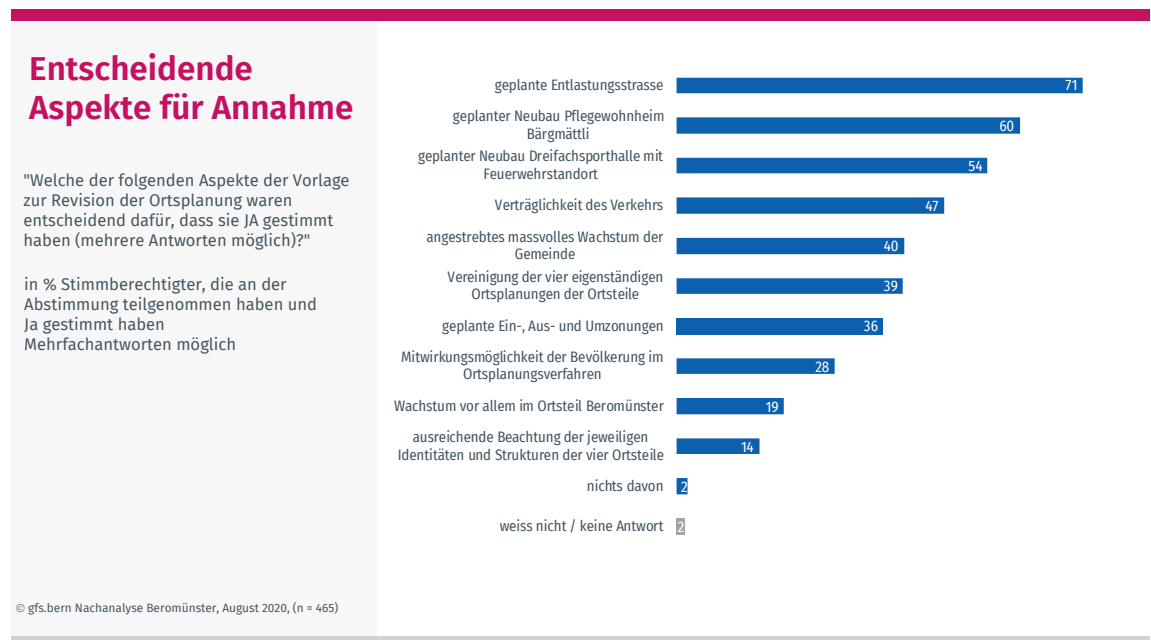 Entscheidende
Aspekte für Annahme
"Welche der folgenden Aspekte der Vorlage
zur Revision der Ortsplanung waren
entscheidend dafür, dass sie JA gestimmt
haben (mehrere Antworten möglich)?"
in % Stimmberechtigter, die an der
Abstimmung teilgenommen haben und
Ja gestimmt haben
Mehrfachantworten möglich
© gfs.bern Nachanalyse Beromünster, August 2020, (n = 465)
geplante Entlastungsstrasse 71
geplanter Neubau Pflegewohnheim
Bärgmättli 60
geplanter Neubau Dreifachsporthalle mit
Feuerwehrstandort 54
Verträglichkeit des Verkehrs 47
angestrebtes massvolles Wachstum der
Gemeinde 40
Vereinigung der vier eigenständigen
Ortsplanungen der Ortsteile 39
geplante Ein-, Aus- und Umzonungen 36
Mitwirkungsmöglichkeit der Bevölkerung im
Ortsplanungsverfahren 28
Wachstum vor allem im Ortsteil Beromünster 19
ausreichende Beachtung der jeweiligen
Identitäten und Strukturen der vier Ortsteile 14
nichts davon 2
weiss nicht / keine Antwort 2